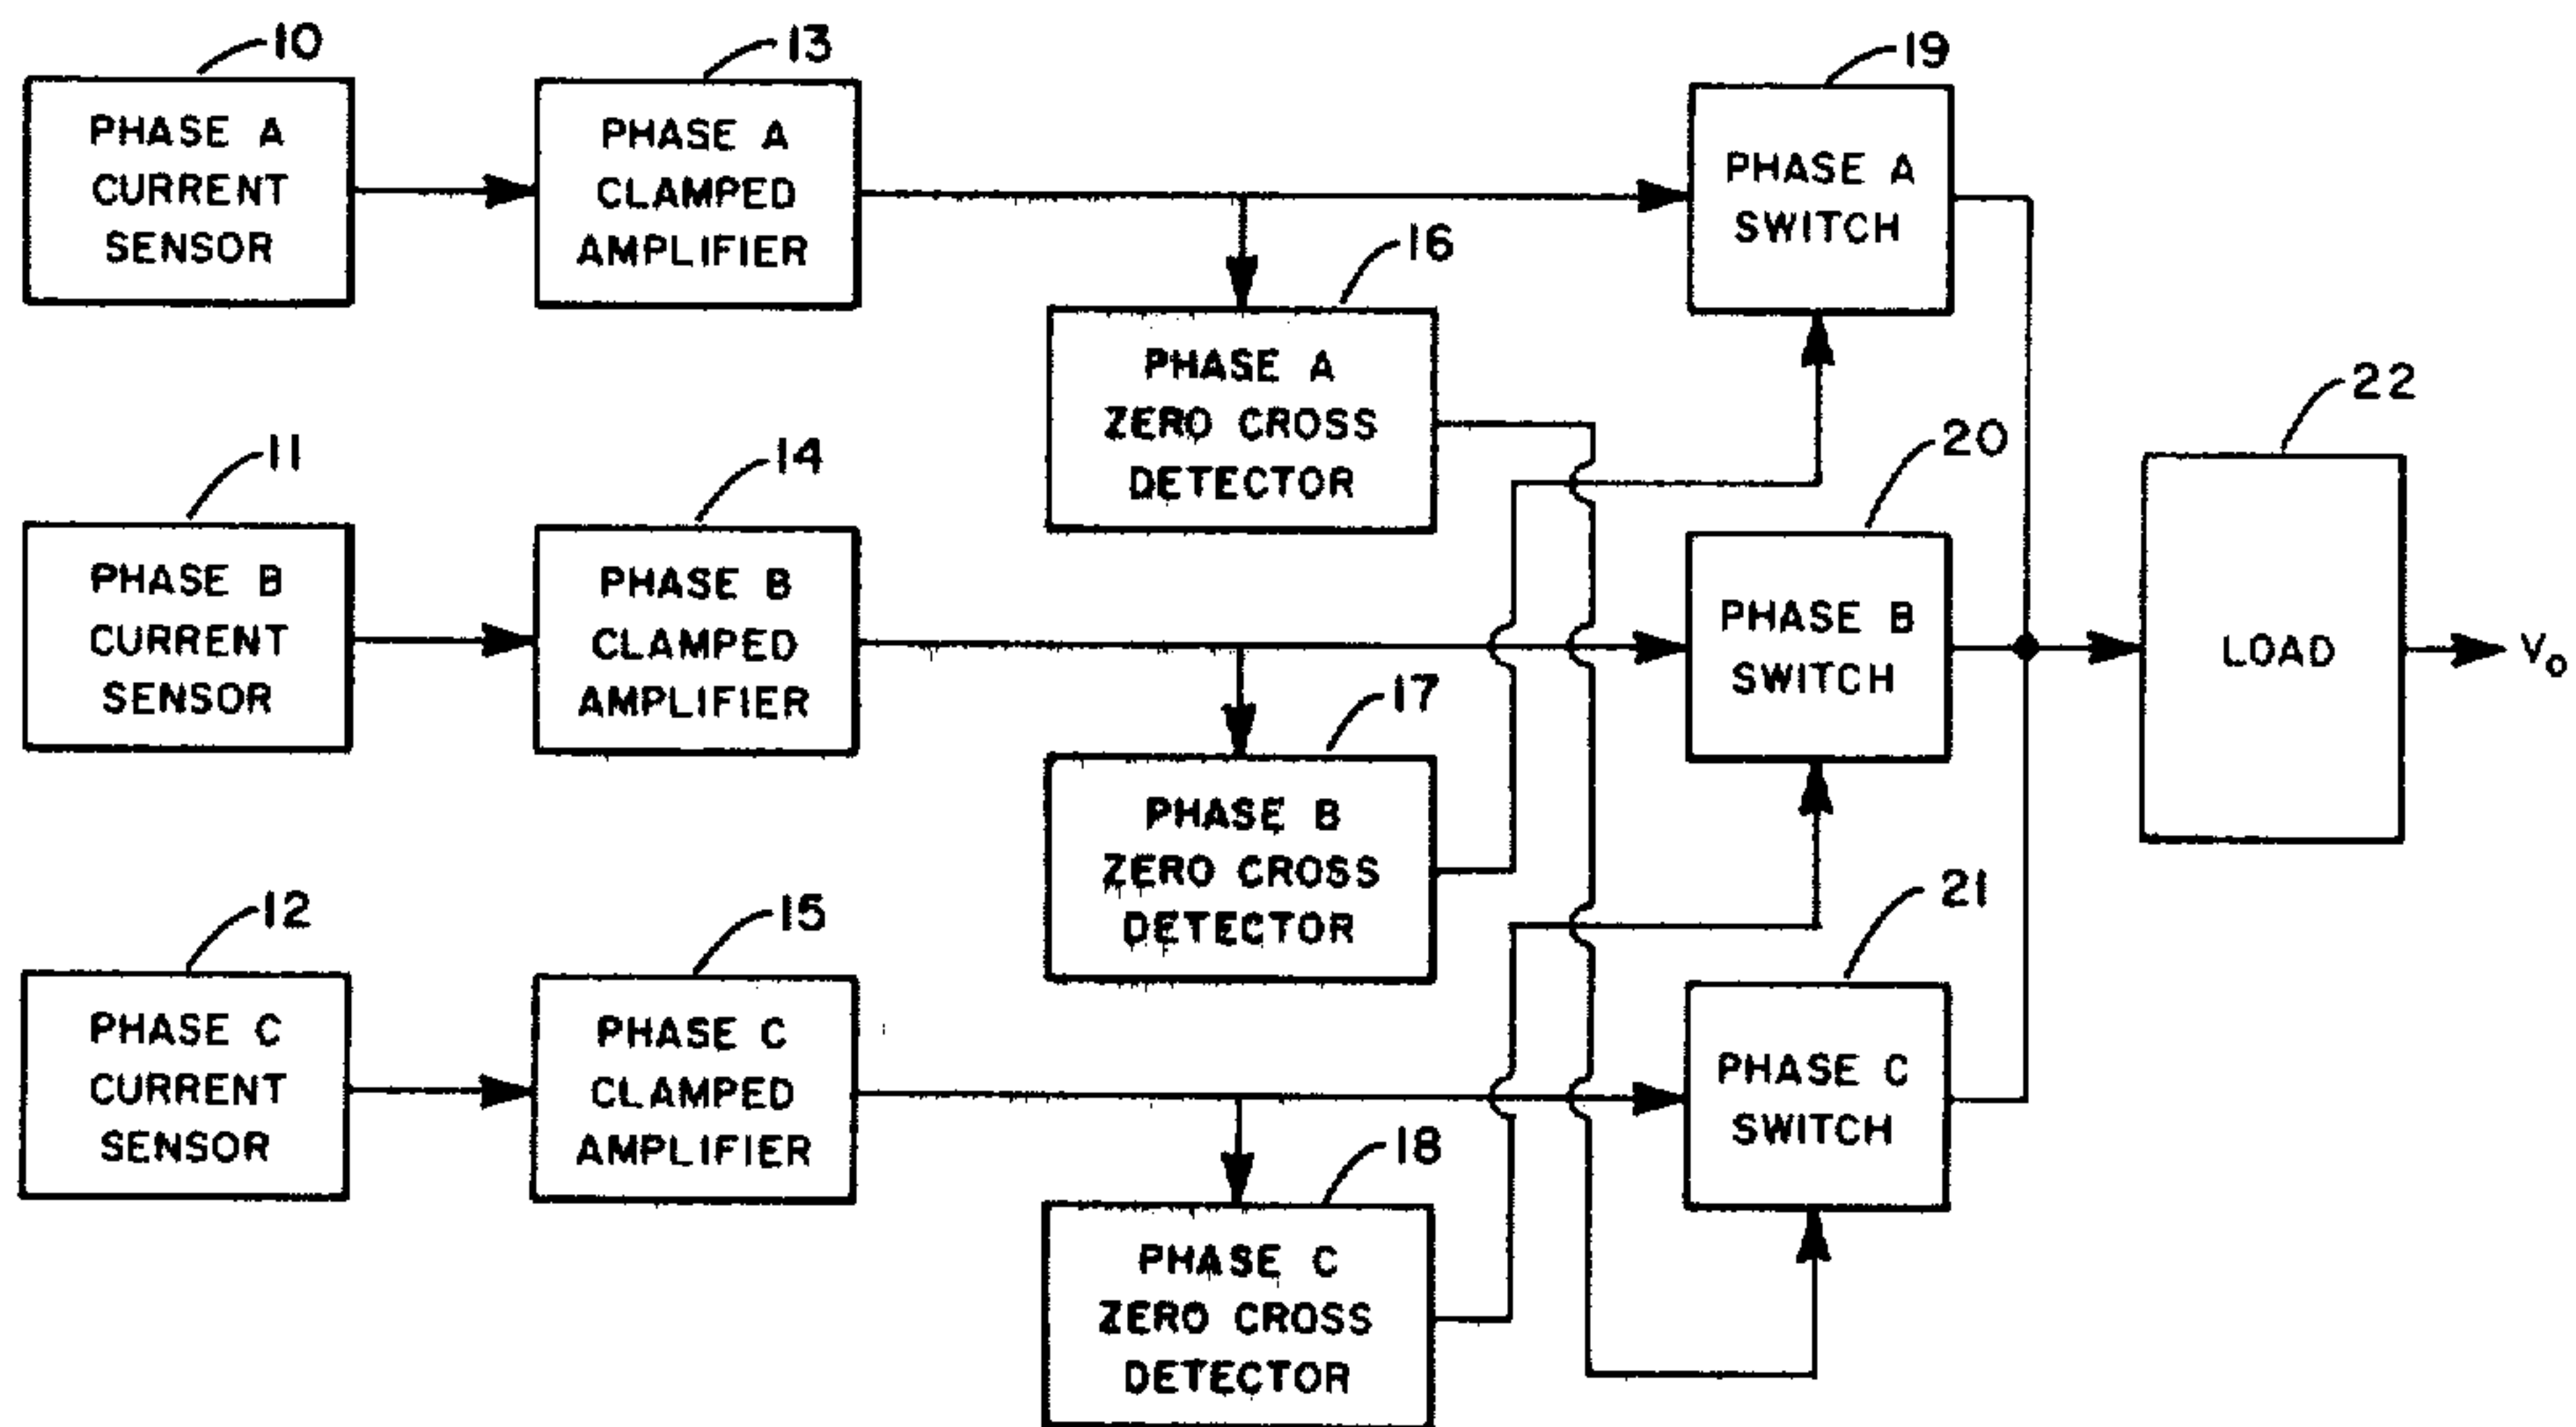 10
PHASE A
CURRENT
SENSOR
13
PHASE A
CLAMPED
AMPLIFIER
16
PHASE A
ZERO CROSS
DETECTOR
19
PHASE A
SWITCH
11
PHASE B
CURRENT
SENSOR
14
PHASE B
CLAMPED
AMPLIFIER
17
PHASE B
ZERO CROSS
DETECTOR
20
PHASE B
SWITCH
22
LOAD
Vo
12
PHASE C
CURRENT
SENSOR
15
PHASE C
CLAMPED
AMPLIFIER
18
PHASE C
ZERO CROSS
DETECTOR
21
PHASE C
SWITCH